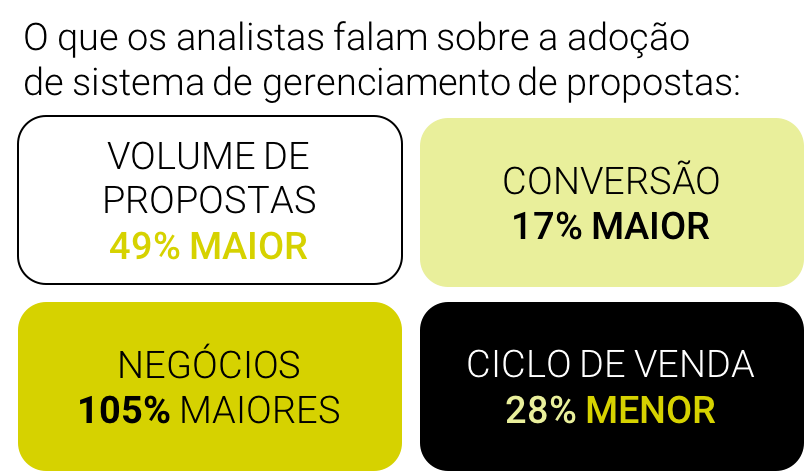 O que os analistas falam sobre a adoção
de sistema de gerenciamento de propostas:
VOLUME DE
PROPOSTAS
49% MAIOR
CONVERSÃO
17% MAIOR
NEGÓCIOS
105% MAIORES
CICLO DE VENDA
28% MENOR